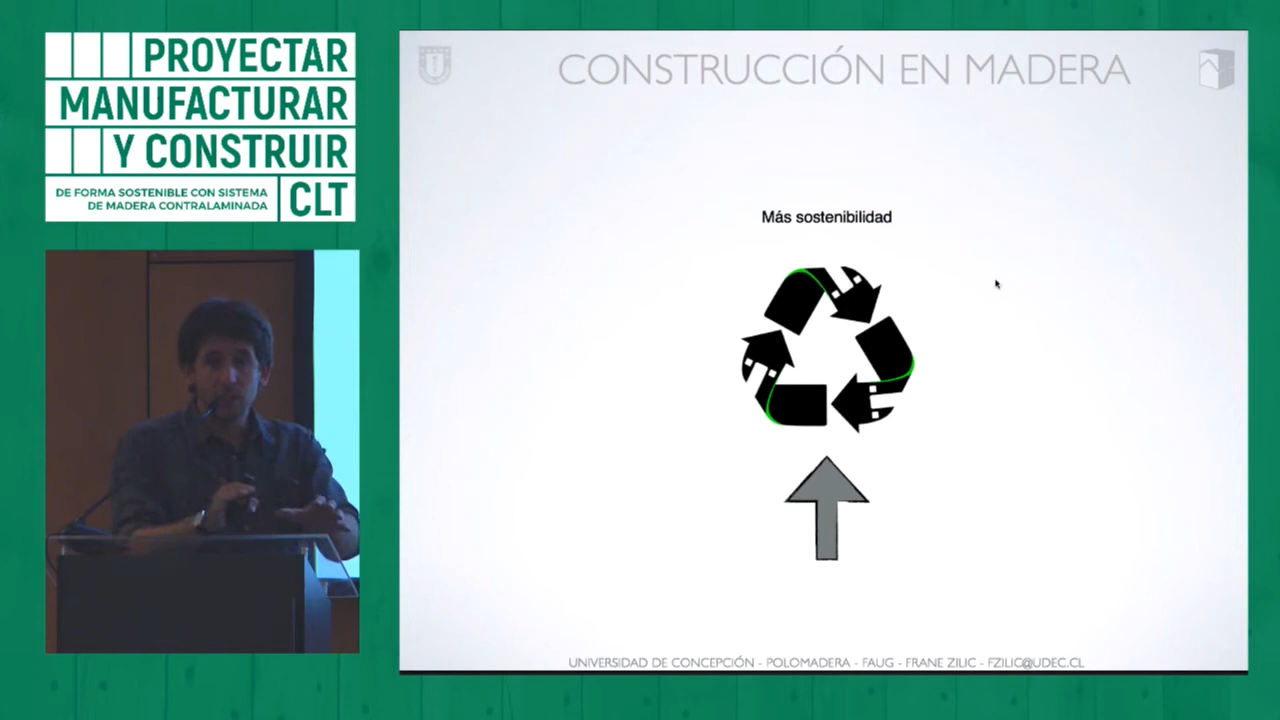 PROYECTAR
MANUFACTURAR
Y CONSTRUIR
DE FORMA SOSTENIBLE CON SISTEMA
DE MADERA CONTRALAMINADA
CLT
CONSTRUCCIÓN EN MADERA
Más sostenibilidad
UNIVERSIDAD DE CONCEPCIÓN - POLOMADERA - FAUG - FRANE ZILIC - FZILIC@UDEC.CL